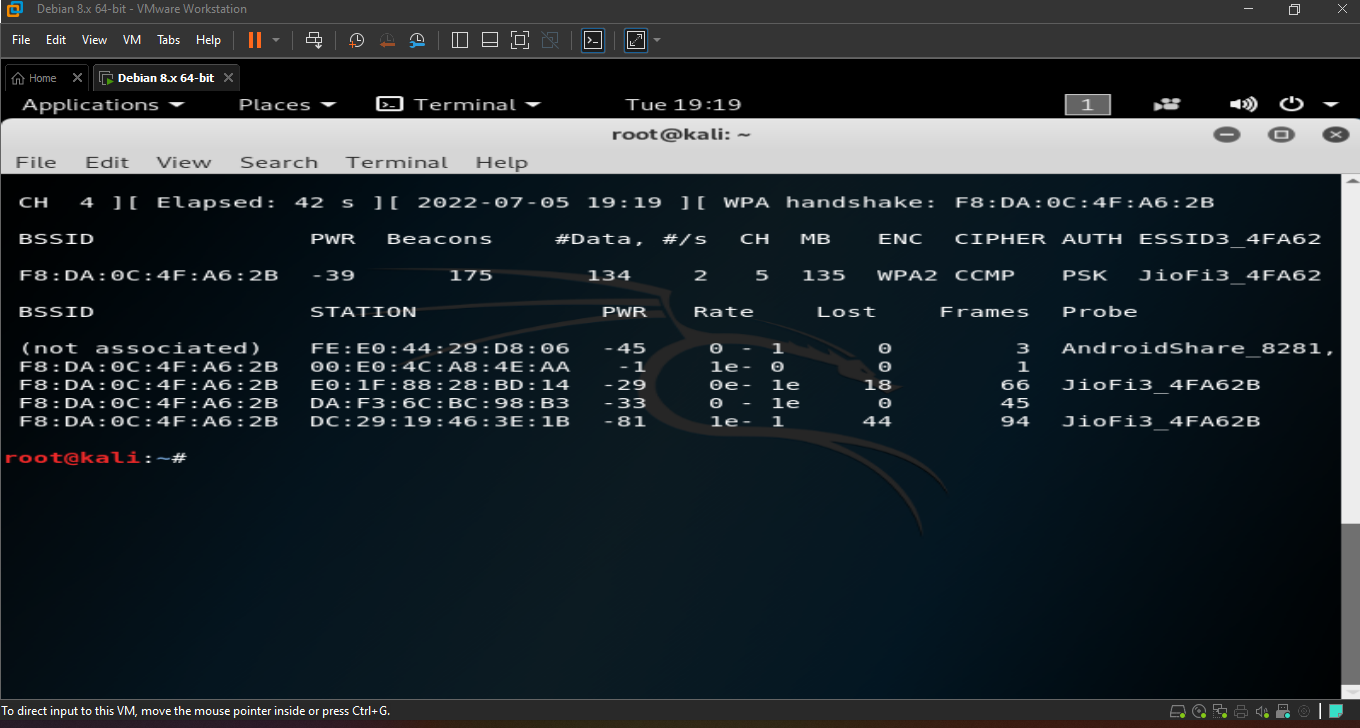 Debian 8.x 64-bit - VMware Workstation
File Edit View VM Tabs Help
Home Debian 8.x 64-bit
Applications Places Terminal Tue 19:19 1
root@kali: ~
File Edit View Search Terminal Help
CH 4 ][ Elapsed: 42 s ][ 2022-07-05 19:19 ][ WPA handshake: F8:DA:0C:4F:A6:2B
BSSID PWR Beacons #Data, #/s CH MB ENC CIPHER AUTH ESSID3_4FA62
F8:DA:0C:4F:A6:2B -39 175 134 2 5 135 WPA2 CCMP PSK JioFi3_4FA62
BSSID STATION PWR Rate Lost Frames Probe
(not associated) FE:E0:44:29:D8:06 -45 0 - 1 0 3 AndroidShare_8281,
F8:DA:0C:4F:A6:2B 00:E0:4C:A8:4E:AA -1 1e- 0 0 1
F8:DA:0C:4F:A6:2B E0:1F:88:28:BD:14 -29 0e- 1e 18 66 JioFi3_4FA62B
F8:DA:0C:4F:A6:2B DA:F3:6C:BC:98:B3 -33 0 - 1e 0 45
F8:DA:0C:4F:A6:2B DC:29:19:46:3E:1B -81 1e- 1 44 94 JioFi3_4FA62B
root@kali:~#
To direct input to this VM, move the mouse pointer inside or press Ctrl+G.